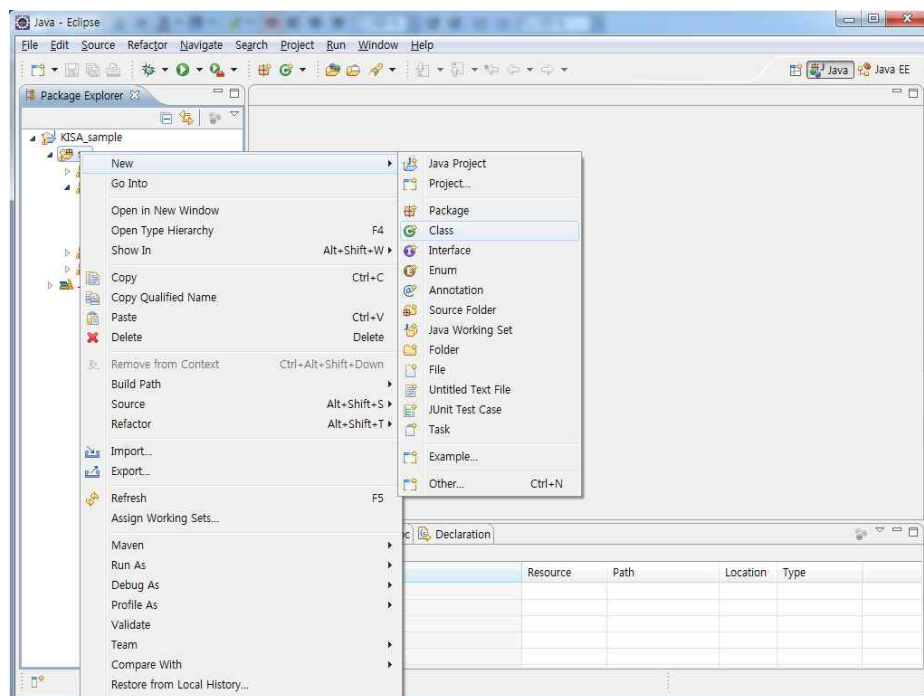 Java - Eclipse
File Edit Source Refactor Navigate Search Project Run Window Help
Java Java EE
Package Explorer
KISA_sample
New
Go Into
Open in New Window
Open Type Hierarchy F4
Show In Alt+Shift+W
Copy Ctrl+C
Copy Qualified Name
Paste Ctrl+V
Delete Delete
Remove from Context Ctrl+Alt+Shift+Down
Build Path
Source Alt+Shift+S
Refactor Alt+Shift+T
Import...
Export...
Refresh F5
Assign Working Sets...
Maven
Run As
Debug As
Profile As
Validate
Team
Compare With
Restore from Local History...
Java Project
Project...
Package
Class
Interface
Enum
Annotation
Source Folder
Java Working Set
Folder
File
Untitled Text File
JUnit Test Case
Task
Example...
Other... Ctrl+N
Declaration
Resource Path Location Type